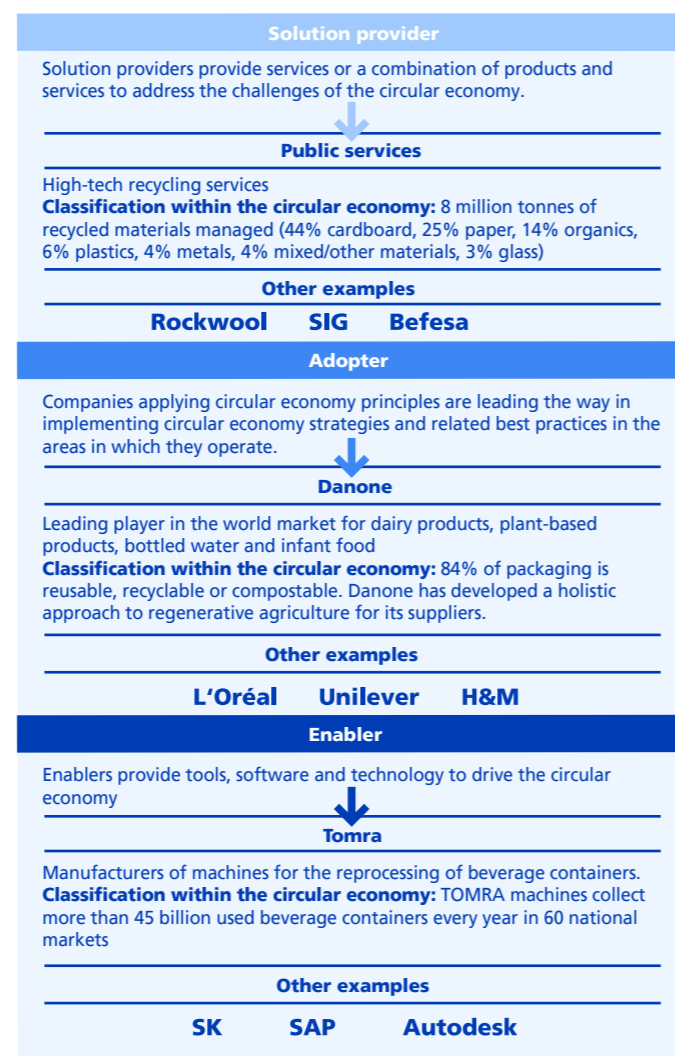 Solution provider
Solution providers provide services or a combination of products and
services to address the challenges of the circular economy.
Public services
High-tech recycling services
Classification within the circular economy: 8 million tonnes of
recycled materials managed (44% cardboard, 25% paper, 14% organics,
6% plastics, 4% metals, 4% mixed/other materials, 3% glass)
Other examples
Rockwool SIG Befesa
Adopter
Companies applying circular economy principles are leading the way in
implementing circular economy strategies and related best practices in the
areas in which they operate.
Danone
Leading player in the world market for dairy products, plant-based
products, bottled water and infant food
Classification within the circular economy: 84% of packaging is
reusable, recyclable or compostable. Danone has developed a holistic
approach to regenerative agriculture for its suppliers.
Other examples
L‘Oréal Unilever H&M
Enabler
Enablers provide tools, software and technology to drive the circular
economy
Tomra
Manufacturers of machines for the reprocessing of beverage containers.
Classification within the circular economy: TOMRA machines collect
more than 45 billion used beverage containers every year in 60 national
markets
Other examples
SK SAP Autodesk